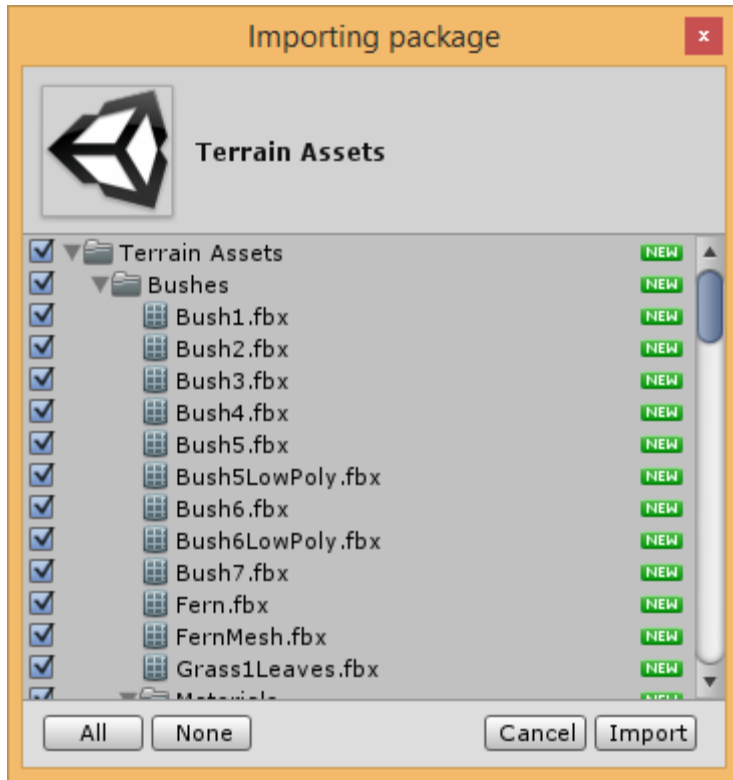 Importing package
x
Terrain Assets
Terrain Assets NEW
Bushes NEW
Bush1.fbx NEW
Bush2.fbx NEW
Bush3.fbx NEW
Bush4.fbx NEW
Bush5.fbx NEW
Bush5LowPoly.fbx NEW
Bush6.fbx NEW
Bush6LowPoly.fbx NEW
Bush7.fbx NEW
Fern.fbx NEW
FernMesh.fbx NEW
Grass1Leaves.fbx NEW
Materials NEW
All None Cancel Import